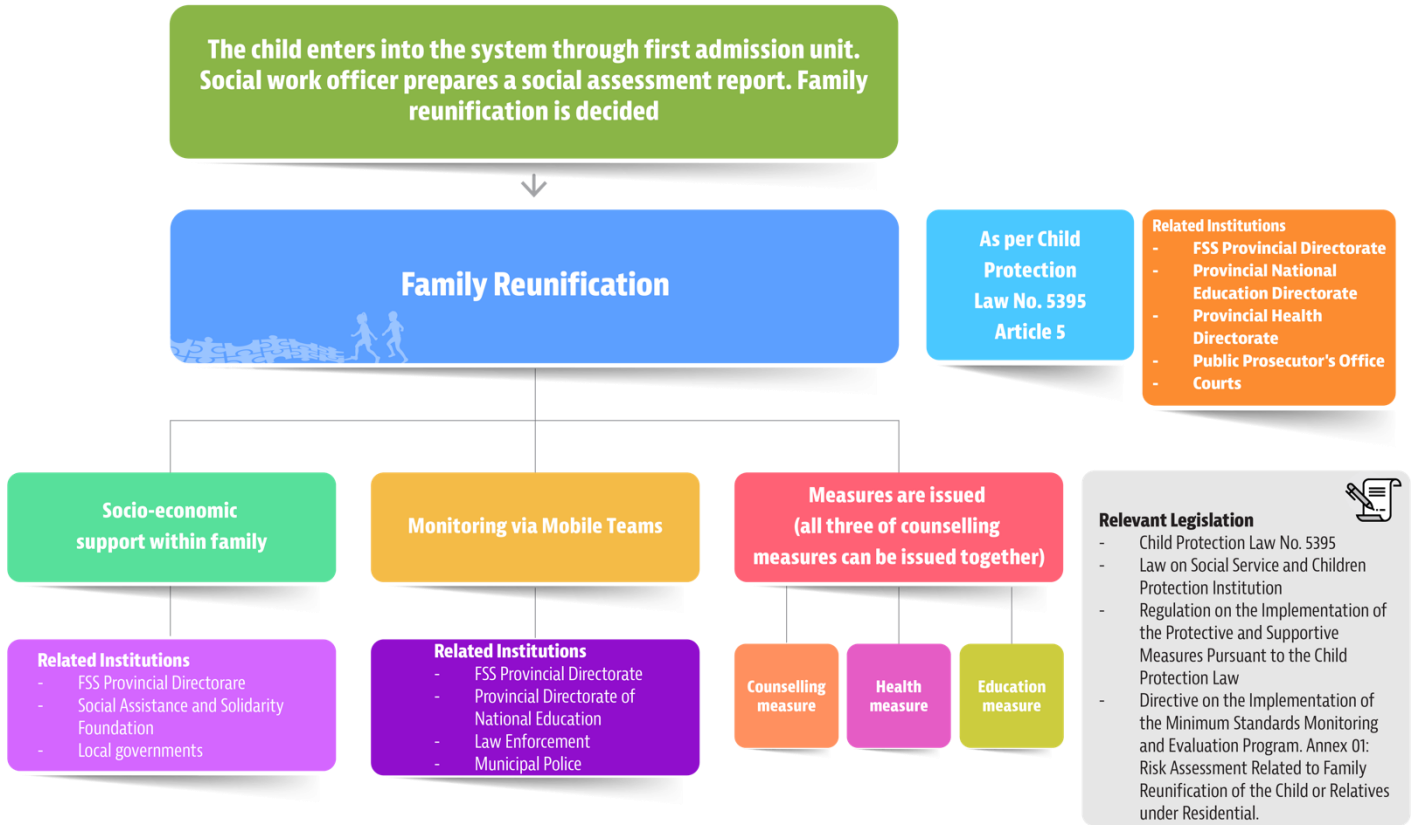 The child enters into the system through first admission unit.
Social work officer prepares a social assessment report. Family
reunification is decided
Family Reunification
As per Child
Protection
Law No. 5395
Article 5
Related Institutions
- FSS Provincial Directorate
- Provincial National
Education Directorate
- Provincial Health
Directorate
- Public Prosecutor's Office
- Courts
Socio-economic
support within family
Monitoring via Mobile Teams
Measures are issued
(all three of counselling
measures can be issued together)
Related Institutions
- FSS Provincial Directorare
- Social Assistance and Solidarity
Foundation
- Local governments
Related Institutions
- FSS Provincial Directorate
- Provincial Directorate of
National Education
- Law Enforcement
- Municipal Police
Counselling
measure
Health
measure
Education
measure
Relevant Legislation
- Child Protection Law No. 5395
- Law on Social Service and Children
Protection Institution
- Regulation on the Implementation of
the Protective and Supportive
Measures Pursuant to the Child
Protection Law
- Directive on the Implementation of
the Minimum Standards Monitoring
and Evaluation Program. Annex 01:
Risk Assessment Related to Family
Reunification of the Child or Relatives
under Residential.